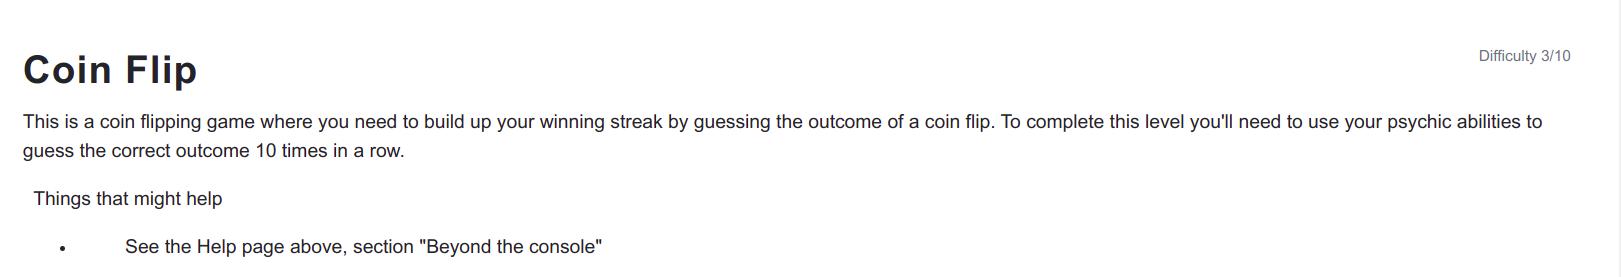 Difficulty 3/10
Coin Flip
This is a coin flipping game where you need to build up your winning streak by guessing the outcome of a coin flip. To complete this level you'll need to use your psychic abilities to
guess the correct outcome 10 times in a row.
Things that might help
• See the Help page above, section "Beyond the console"